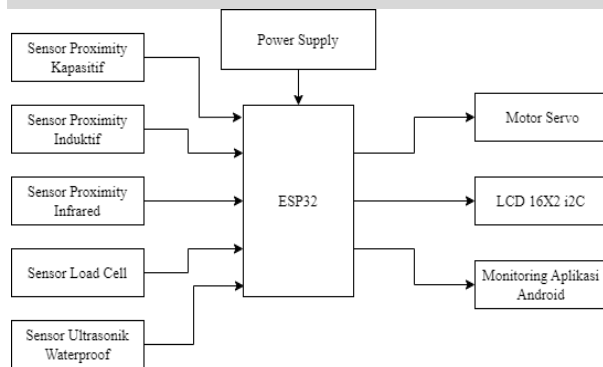 Power Supply
Sensor Proximity
Kapasitif
Sensor Proximity
Induktif
Sensor Proximity
Infrared
Sensor Load Cell
Sensor Ultrasonik
Waterproof
ESP32
Motor Servo
LCD 16X2 i2C
Monitoring Aplikasi
Android